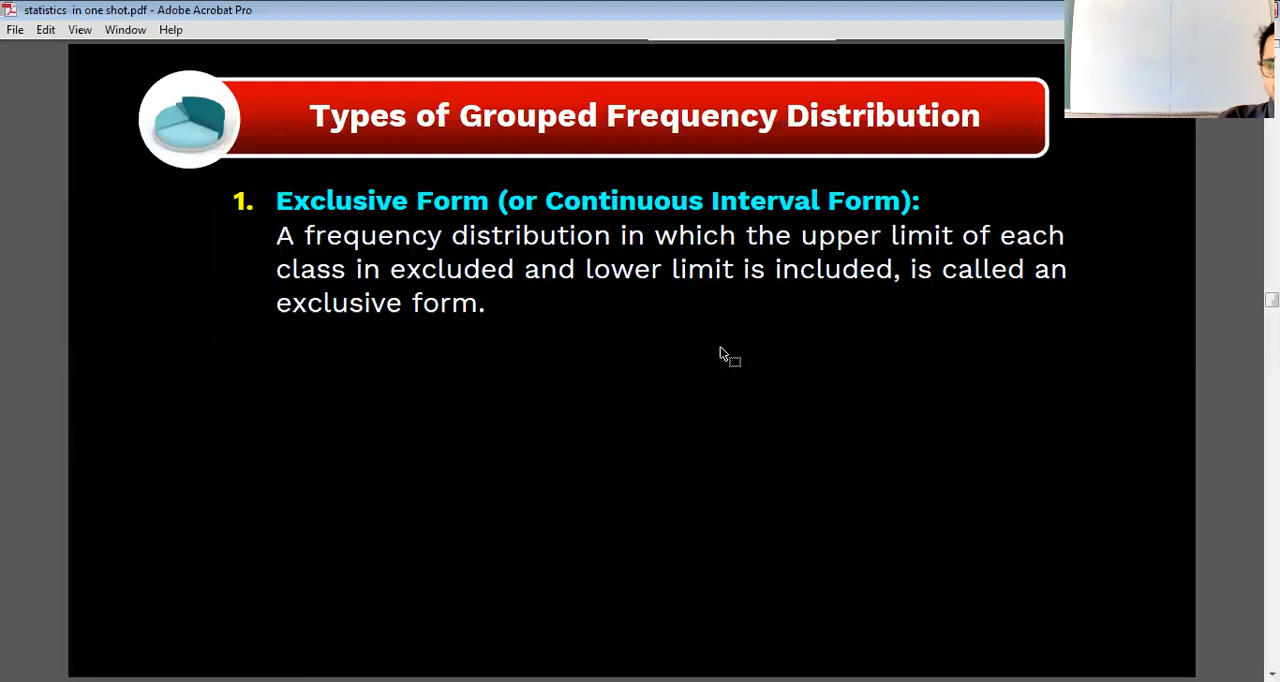 statistics in one shot.pdf - Adobe Acrobat Pro
File Edit View Window Help
Types of Grouped Frequency Distribution
1. Exclusive Form (or Continuous Interval Form):
A frequency distribution in which the upper limit of each
class in excluded and lower limit is included, is called an
exclusive form.